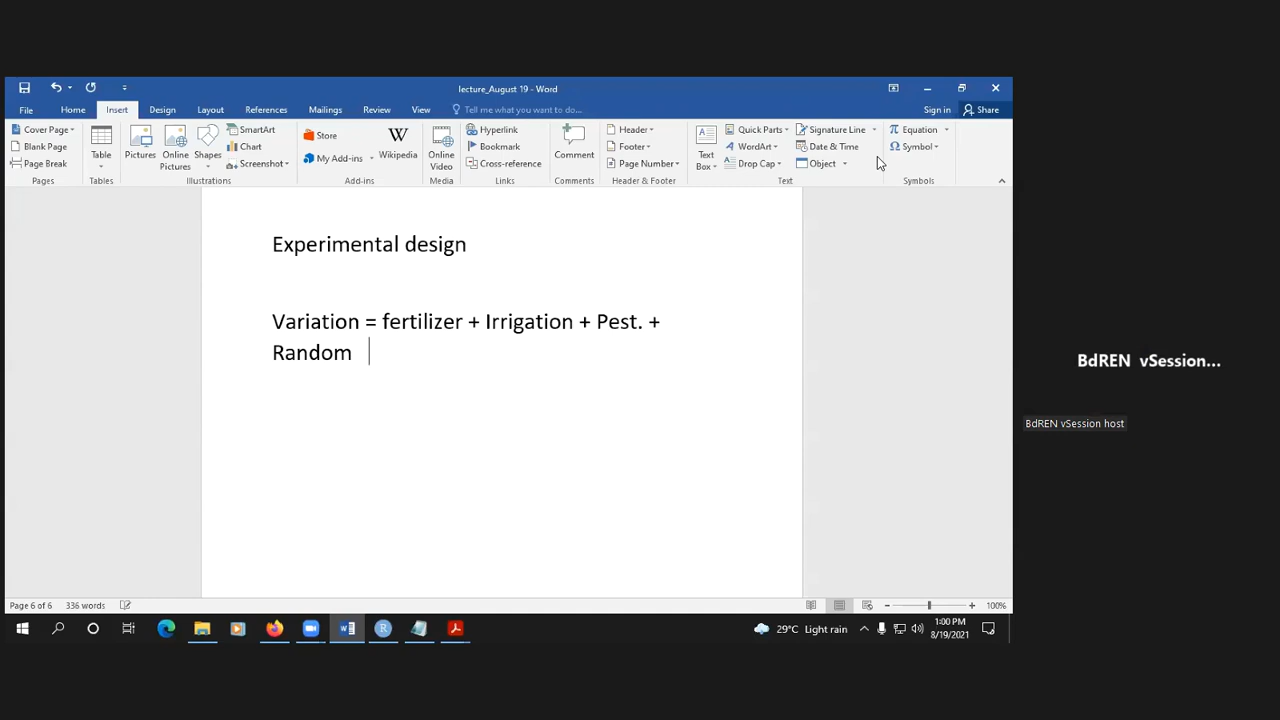 lecture_August 19 - Word
File Home Insert Design Layout References Mailings Review View Tell me what you want to do... Sign in Share
Cover Page
Blank Page
Page Break
Pages
Table
Tables
Pictures
Online Pictures
Shapes
SmartArt
Chart
Screenshot
Illustrations
Store
My Add-ins
W
Wikipedia
Add-ins
Online Video
Media
Hyperlink
Bookmark
Cross-reference
Links
Comment
Comments
Header
Footer
Page Number
Header & Footer
Text Box
Quick Parts
WordArt
Drop Cap
Signature Line
Date & Time
Object
Text
π Equation
Ω Symbol
Symbols
Experimental design
Variation = fertilizer + Irrigation + Pest. +
Random
BdREN vSession...
BdREN vSession host
Page 6 of 6 336 words 100%
29°C Light rain
1:00 PM
8/19/2021